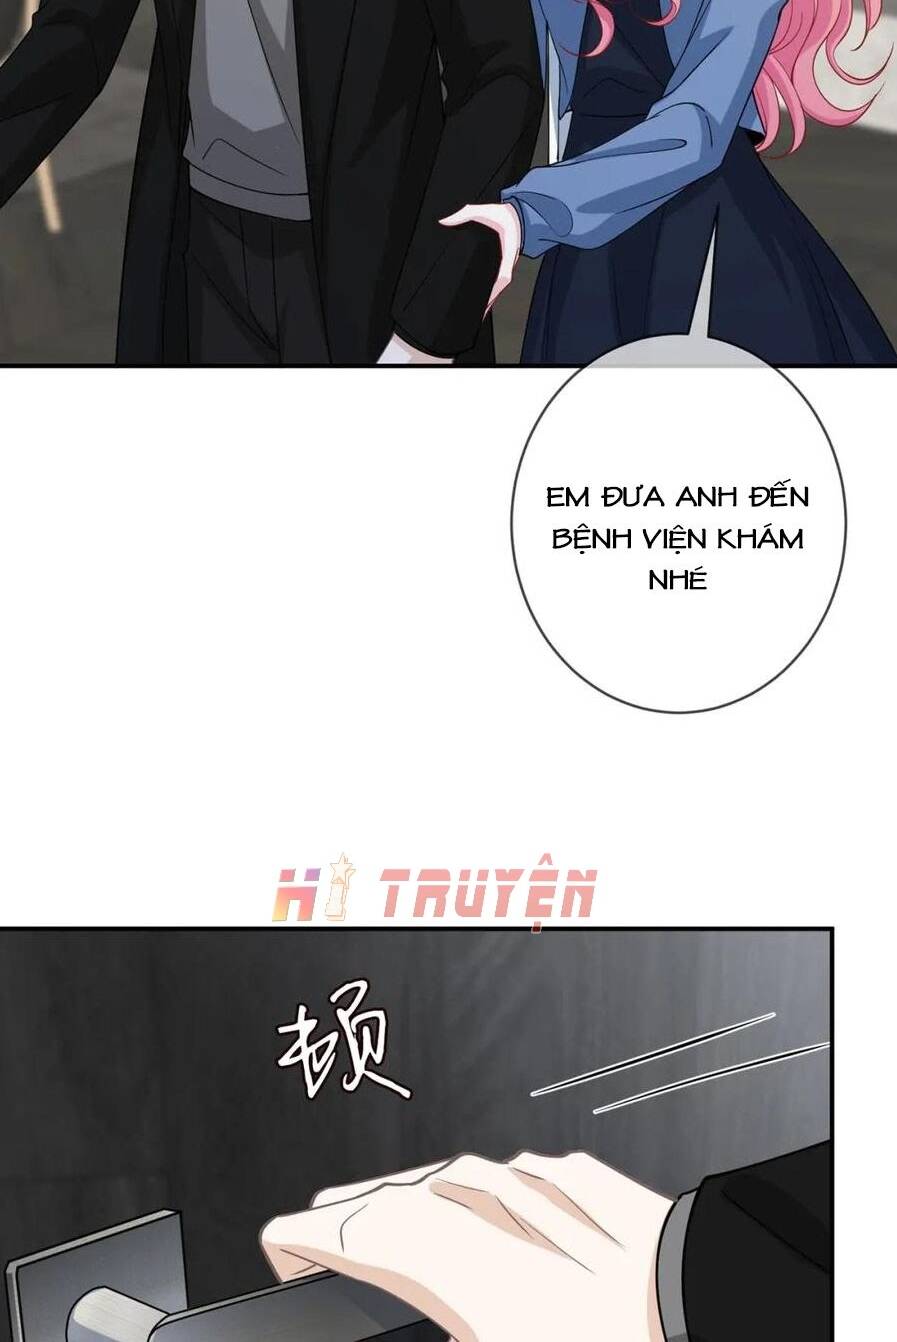 EM ĐƯA ANH ĐẾN
BỆNH VIỆN KHÁM
NHÉ
HI TRUYỆN
顿